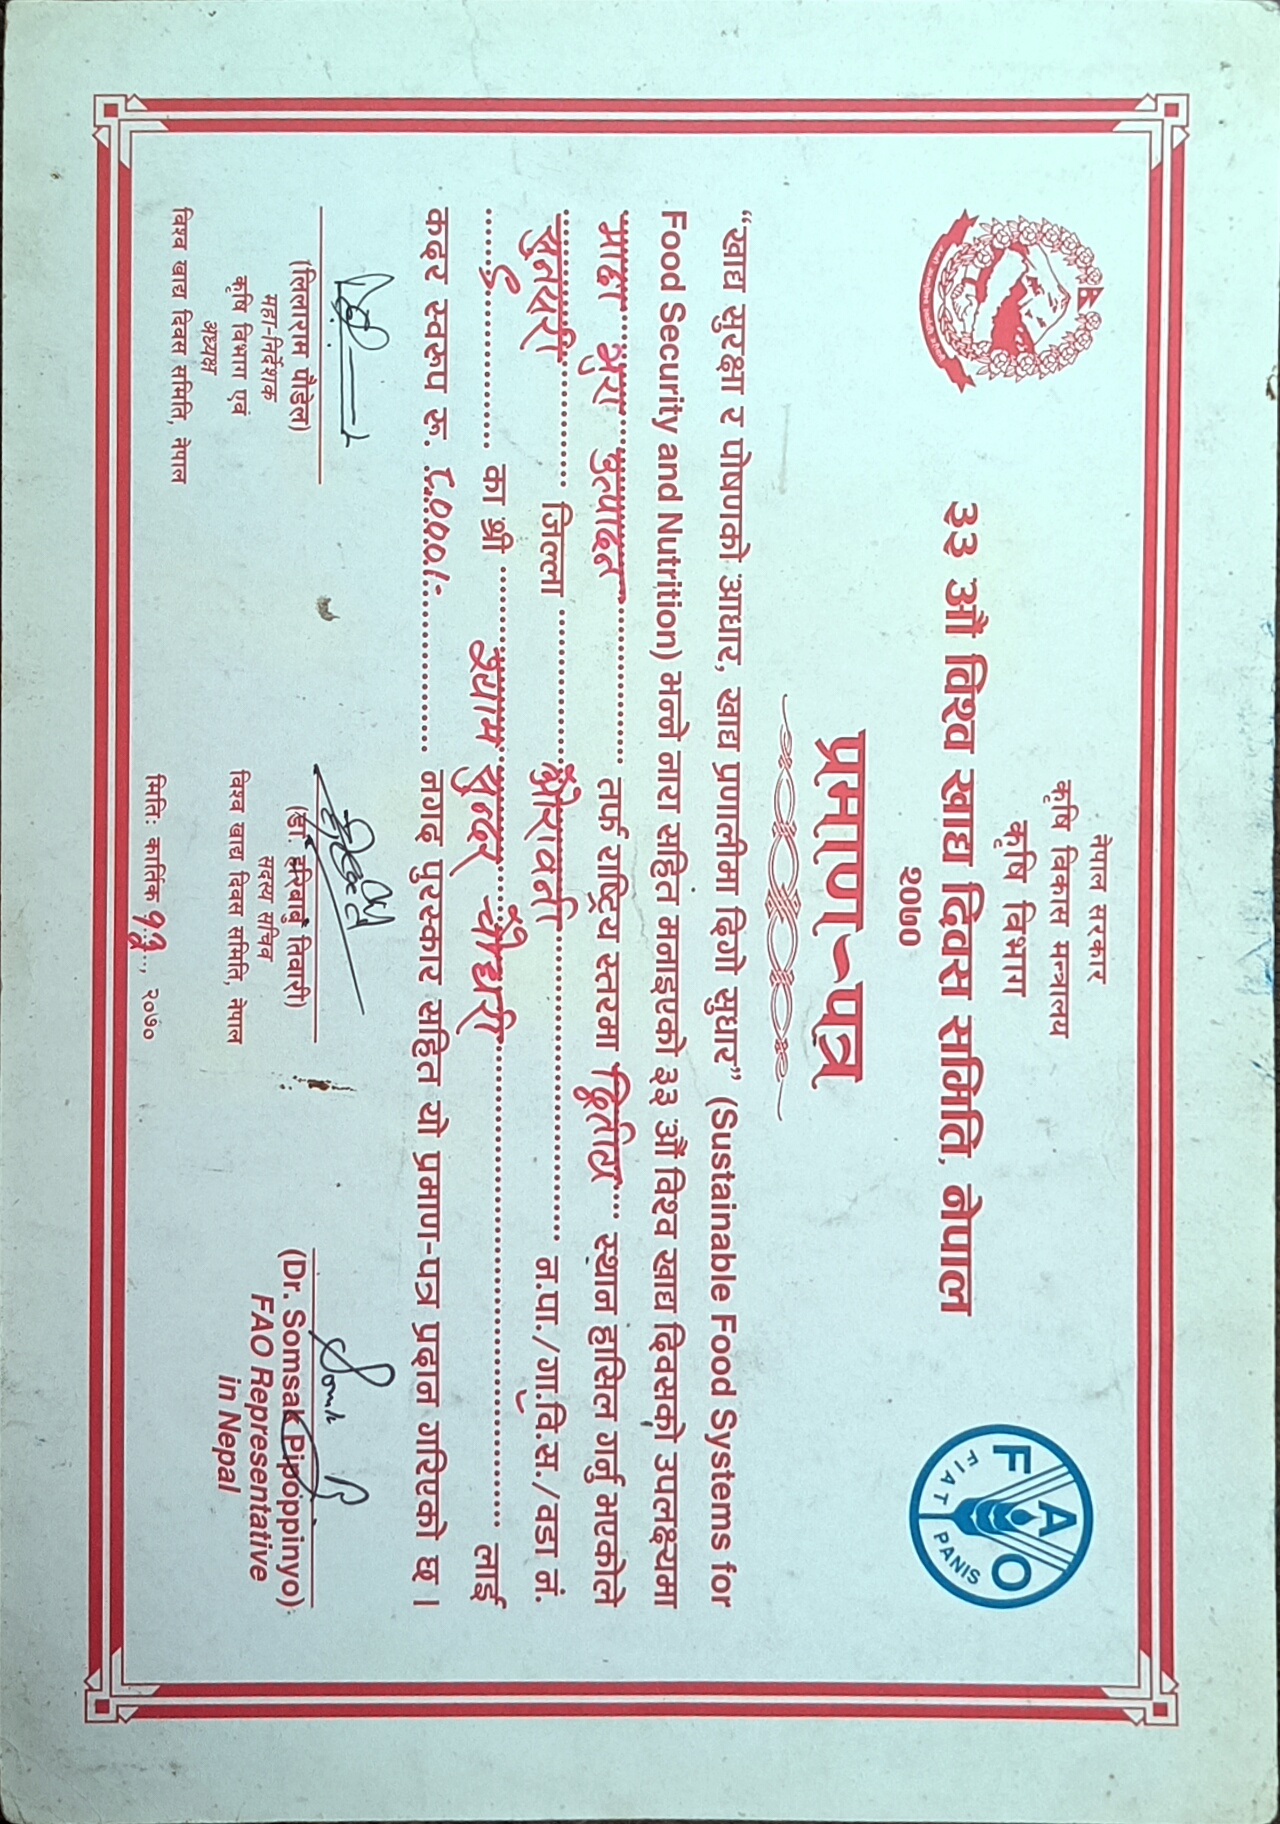 नेपाल सरकार
कृषि विकास मन्त्रालय
कृषि विभाग
३३ औं विश्व खाद्य दिवस समिति, नेपाल
२०७०
प्रमाण-पत्र
F A O
FIAT PANIS
“खाद्य सुरक्षा र पोषणको आधार, खाद्य प्रणालीमा दिगो सुधार” (Sustainable Food Systems for
Food Security and Nutrition) भन्ने नारा सहित मनाइएको ३३ औं विश्व खाद्य दिवसको उपलक्ष्यमा
माछा भुरा उत्पादन तर्फ राष्ट्रिय स्तरमा द्वितीय स्थान हासिल गर्नु भएकोले
सुनसरी जिल्ला औरावनी न.पा./गा.वि.स./वडा नं.
का श्री श्याम सुन्दर चौधरी लाई
कदर स्वरुप रू. ८०००।- नगद पुरस्कार सहित यो प्रमाण-पत्र प्रदान गरिएको छ ।
(लिलाराम पौडेल)
महा-निर्देशक
कृषि विभाग एवं
अध्यक्ष
विश्व खाद्य दिवस समिति, नेपाल
(डा. हरिबाबु तिवारी)
सदस्य सचिव
विश्व खाद्य दिवस समिति, नेपाल
(Dr. Somsak Pipoppinyo)
FAO Representative
in Nepal
मितिः कार्तिक १३, २०७०